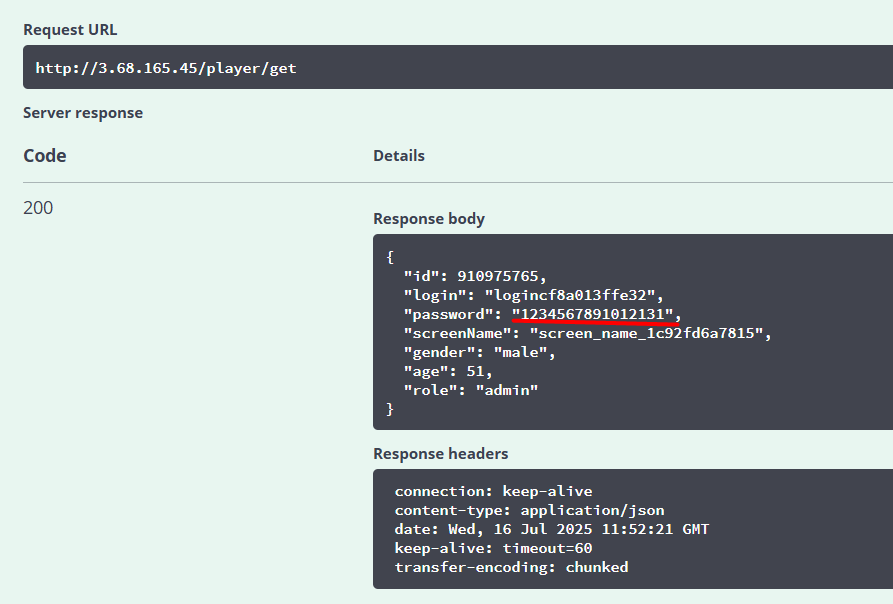 Request URL
http://3.68.165.45/player/get
Server response
Code
Details
200
Response body
{
  "id": 910975765,
  "login": "logincf8a013ffe32",
  "password": "1234567891012131",
  "screenName": "screen_name_1c92fd6a7815",
  "gender": "male",
  "age": 51,
  "role": "admin"
}
Response headers
connection: keep-alive
content-type: application/json
date: Wed, 16 Jul 2025 11:52:21 GMT
keep-alive: timeout=60
transfer-encoding: chunked